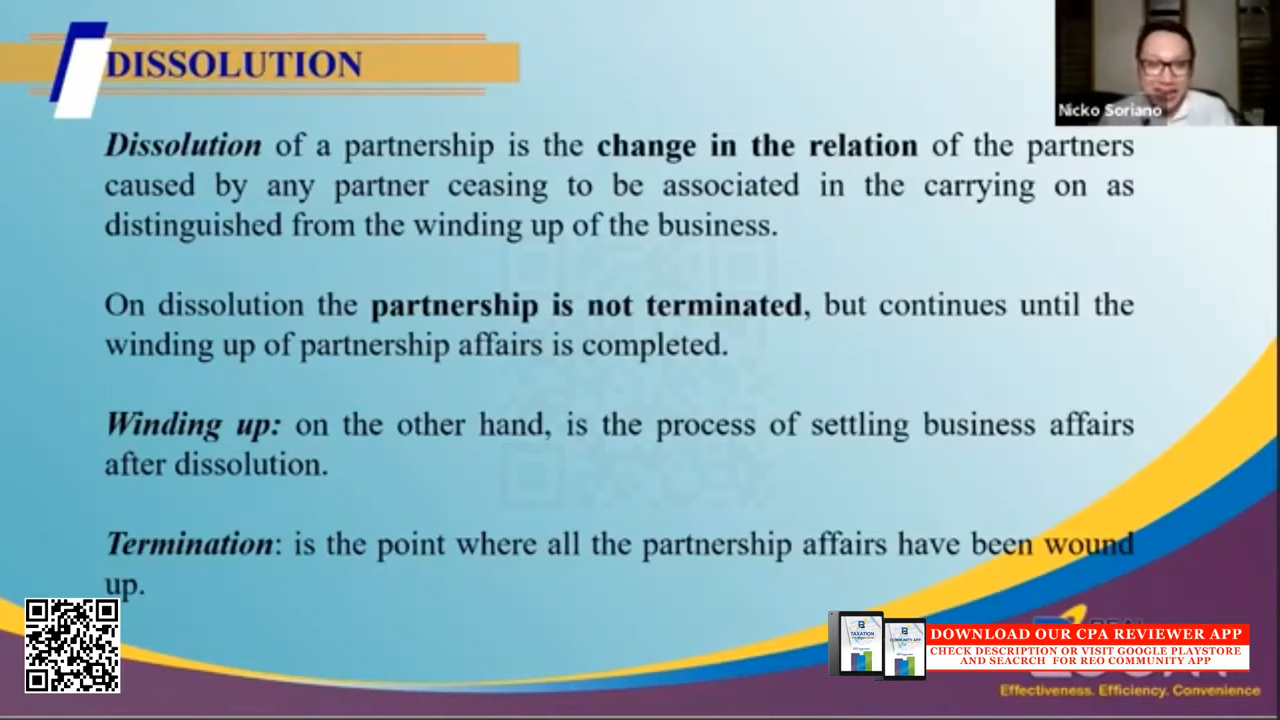 DISSOLUTION
Nicko Soriano
Dissolution of a partnership is the change in the relation of the partners
caused by any partner ceasing to be associated in the carrying on as
distinguished from the winding up of the business.
On dissolution the partnership is not terminated, but continues until the
winding up of partnership affairs is completed.
Winding up: on the other hand, is the process of settling business affairs
after dissolution.
Termination: is the point where all the partnership affairs have been wound
up.
TAXATION
COMMUNITY APP
DOWNLOAD OUR CPA REVIEWER APP
CHECK DESCRIPTION OR VISIT GOOGLE PLAYSTORE
AND SEACRCH FOR REO COMMUNITY APP
Effectiveness. Efficiency. Convenience